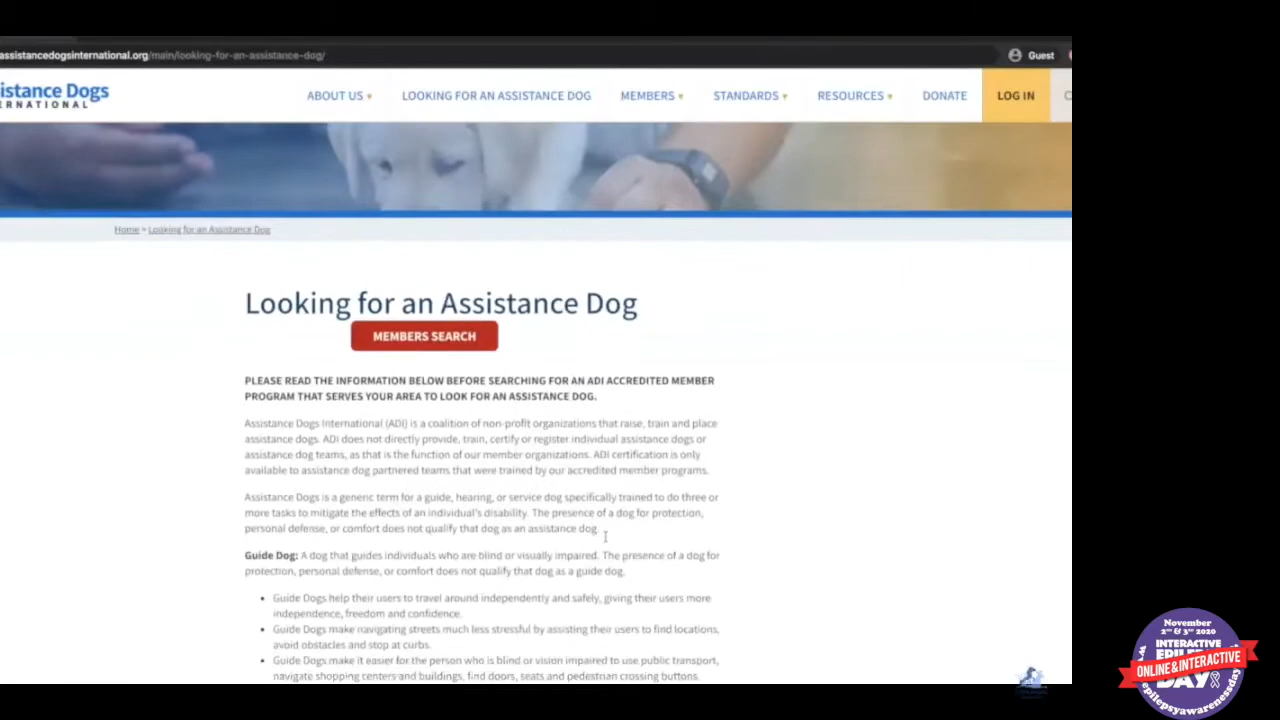 assistancedogsinternational.org/main/looking-for-an-assistance-dog/
Guest
istance Dogs
ERNATIONAL
ABOUT US
LOOKING FOR AN ASSISTANCE DOG
MEMBERS
STANDARDS
RESOURCES
DONATE
LOG IN
Home » Looking for an Assistance Dog
Looking for an Assistance Dog
MEMBERS SEARCH
PLEASE READ THE INFORMATION BELOW BEFORE SEARCHING FOR AN ADI ACCREDITED MEMBER
PROGRAM THAT SERVES YOUR AREA TO LOOK FOR AN ASSISTANCE DOG.
Assistance Dogs International (ADI) is a coalition of non-profit organizations that raise, train and place
assistance dogs. ADI does not directly provide, train, certify or register individual assistance dogs or
assistance dog teams, as that is the function of our member organizations. ADI certification is only
available to assistance dog partnered teams that were trained by our accredited member programs.
Assistance Dogs is a generic term for a guide, hearing, or service dog specifically trained to do three or
more tasks to mitigate the effects of an individual's disability. The presence of a dog for protection,
personal defense, or comfort does not qualify that dog as an assistance dog.
Guide Dog: A dog that guides individuals who are blind or visually impaired. The presence of a dog for
protection, personal defense, or comfort does not qualify that dog as a guide dog.
• Guide Dogs help their users to travel around independently and safely, giving their users more
independence, freedom and confidence.
• Guide Dogs make navigating streets much less stressful by assisting their users to find locations,
avoid obstacles and stop at curbs.
• Guide Dogs make it easier for the person who is blind or vision impaired to use public transport,
navigate shopping centers and buildings, find doors, seats and pedestrian crossing buttons.
November
2nd & 3rd 2020
INTERACTIVE
ONLINE & INTERACTIVE
DAY
epilepsyawarenessday